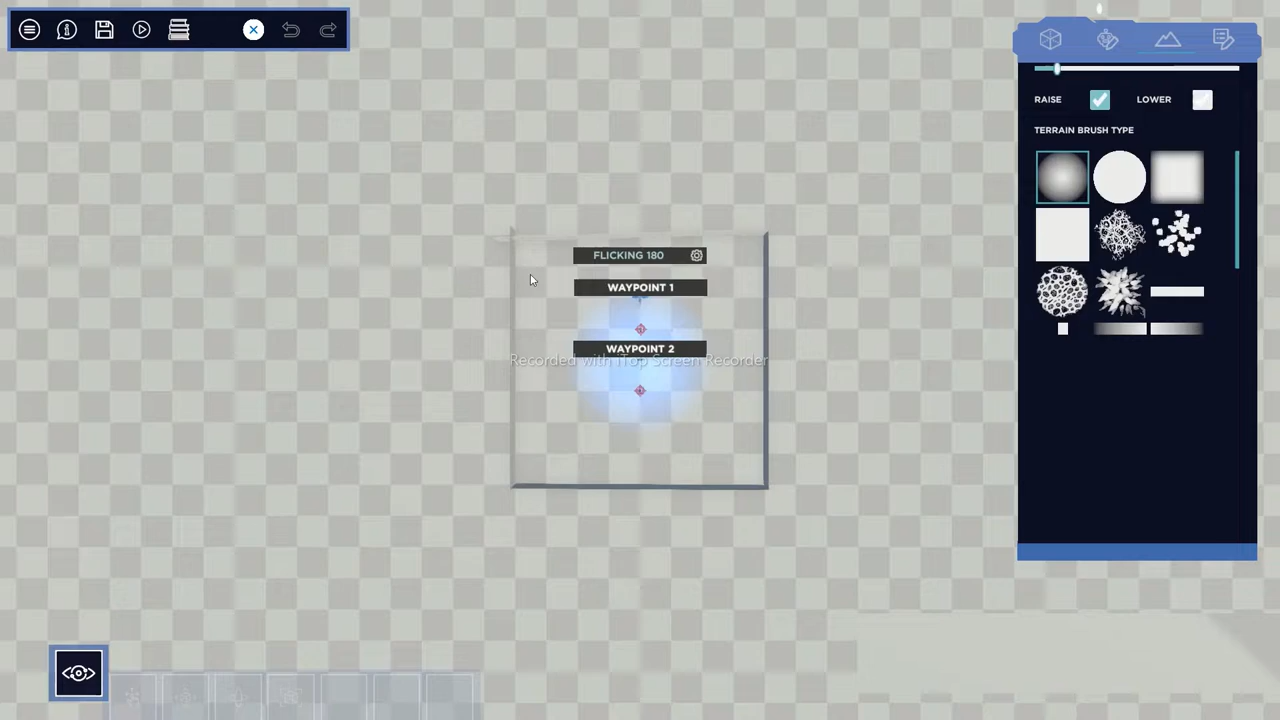 RAISE
LOWER
TERRAIN BRUSH TYPE
FLICKING 180
WAYPOINT 1
WAYPOINT 2
Recorded with iTop Screen Recorder